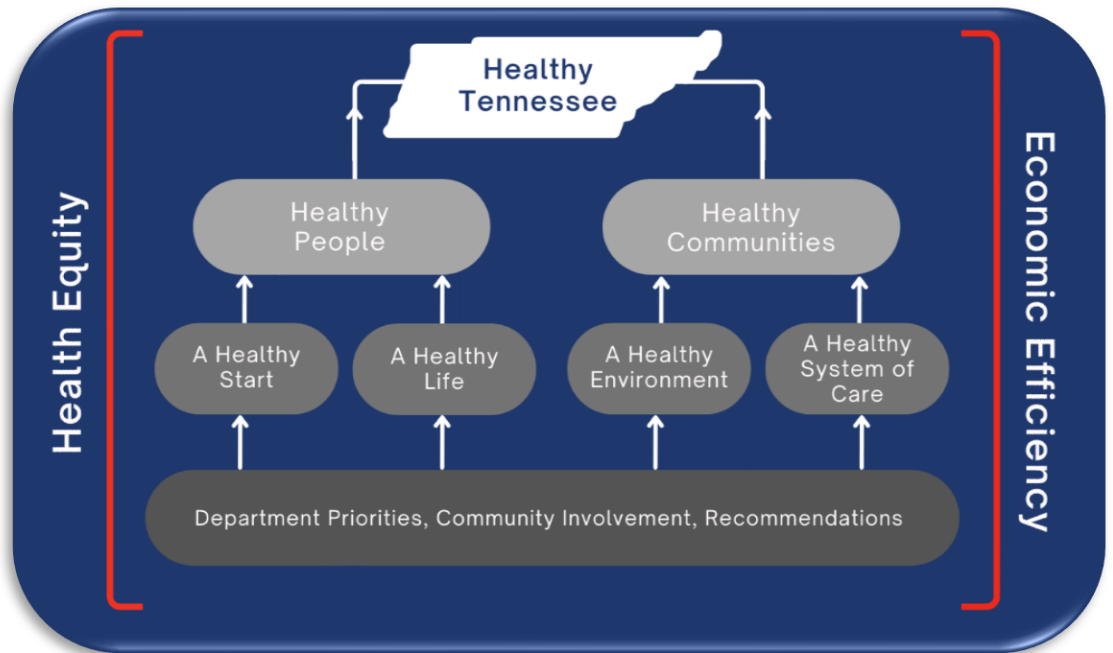 Healthy
Tennessee
Healthy
People
Healthy
Communities
A Healthy
Start
A Healthy
Life
A Healthy
Environment
A Healthy
System of
Care
Department Priorities, Community Involvement, Recommendations
Health Equity
Economic Efficiency